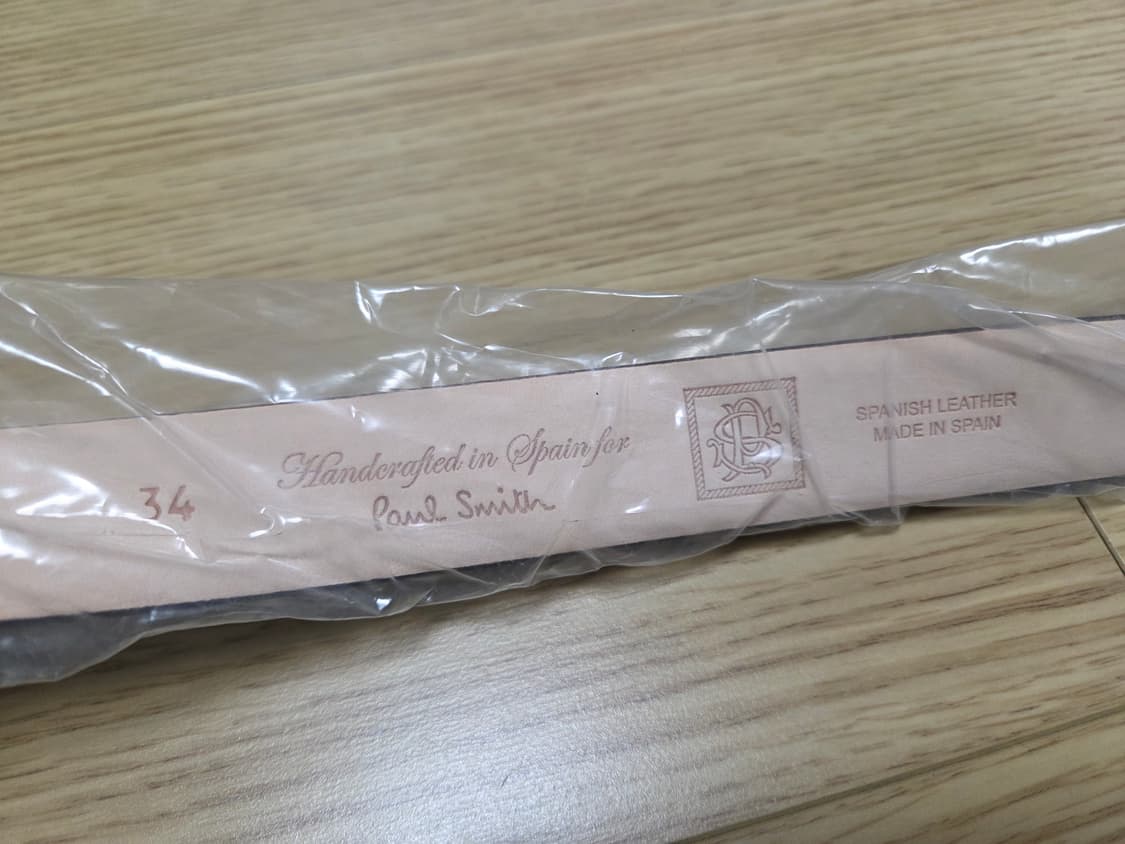 34
Handcrafted in Spain for
Paul Smith
SPANISH LEATHER
MADE IN SPAIN